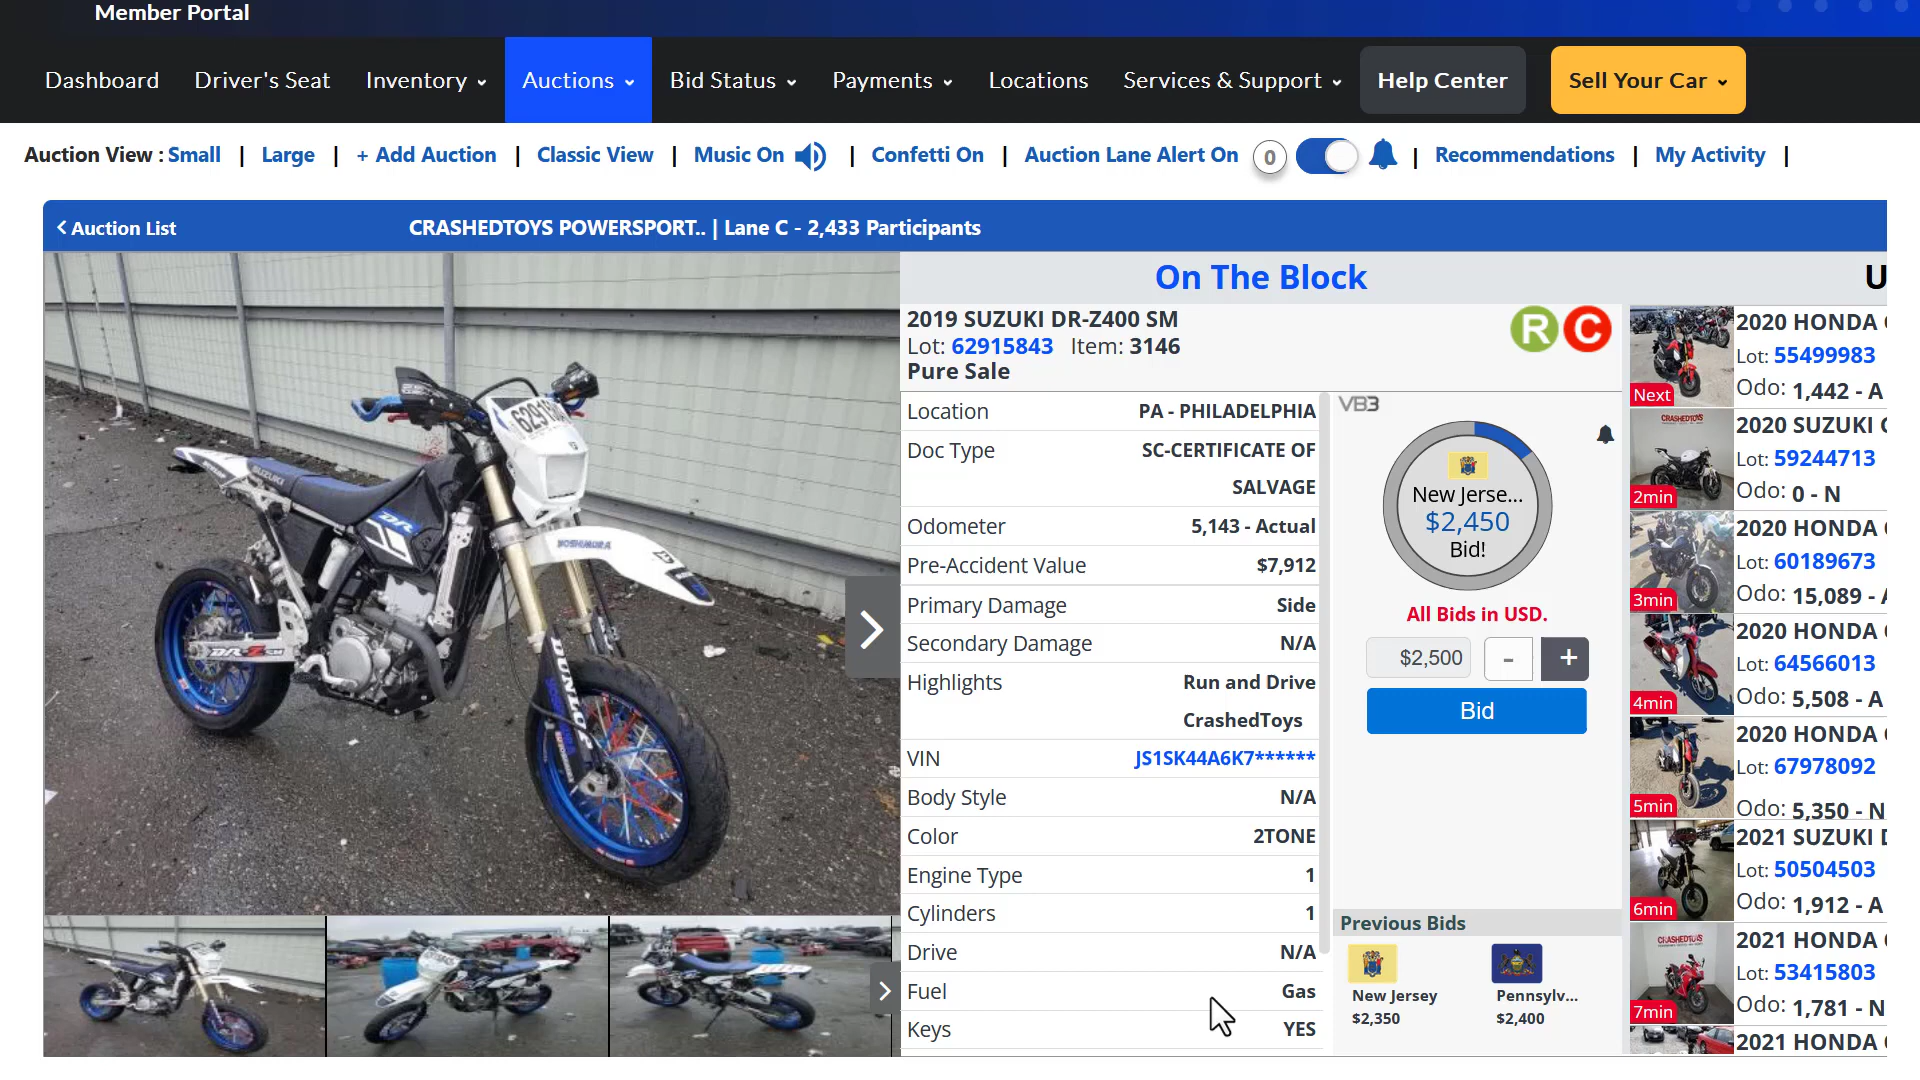 Member Portal
Dashboard Driver's Seat Inventory Auctions Bid Status Payments Locations Services & Support Help Center Sell Your Car
Auction View : Small | Large | + Add Auction | Classic View | Music On | Confetti On | Auction Lane Alert On 0 | Recommendations | My Activity |
< Auction List CRASHEDTOYS POWERSPORT.. | Lane C - 2,433 Participants
On The Block
2019 SUZUKI DR-Z400 SM
Lot: 62915843 Item: 3146
Pure Sale
R C
Location PA - PHILADELPHIA
Doc Type SC-CERTIFICATE OF
SALVAGE
Odometer 5,143 - Actual
Pre-Accident Value $7,912
Primary Damage Side
Secondary Damage N/A
Highlights Run and Drive
CrashedToys
VIN JS1SK44A6K7******
Body Style N/A
Color 2TONE
Engine Type 1
Cylinders 1
Drive N/A
Fuel Gas
Keys YES
VB3
New Jerse...
$2,450
Bid!
All Bids in USD.
$2,500 - +
Bid
Previous Bids
New Jersey
$2,350
Pennsylv...
$2,400
U
2020 HONDA
Lot: 55499983
Odo: 1,442 - A
Next
2020 SUZUKI
Lot: 59244713
Odo: 0 - N
2min
CRASHEDTOYS
2020 HONDA
Lot: 60189673
Odo: 15,089 -
3min
2020 HONDA
Lot: 64566013
Odo: 5,508 - A
4min
2020 HONDA
Lot: 67978092
Odo: 5,350 - N
5min
2021 SUZUKI
Lot: 50504503
Odo: 1,912 - A
6min
2021 HONDA
Lot: 53415803
Odo: 1,781 - N
7min
CRASHEDTOYS
2021 HONDA
SUZUKI
DR
YOSHIMURA
DUNLOP
DR-Z